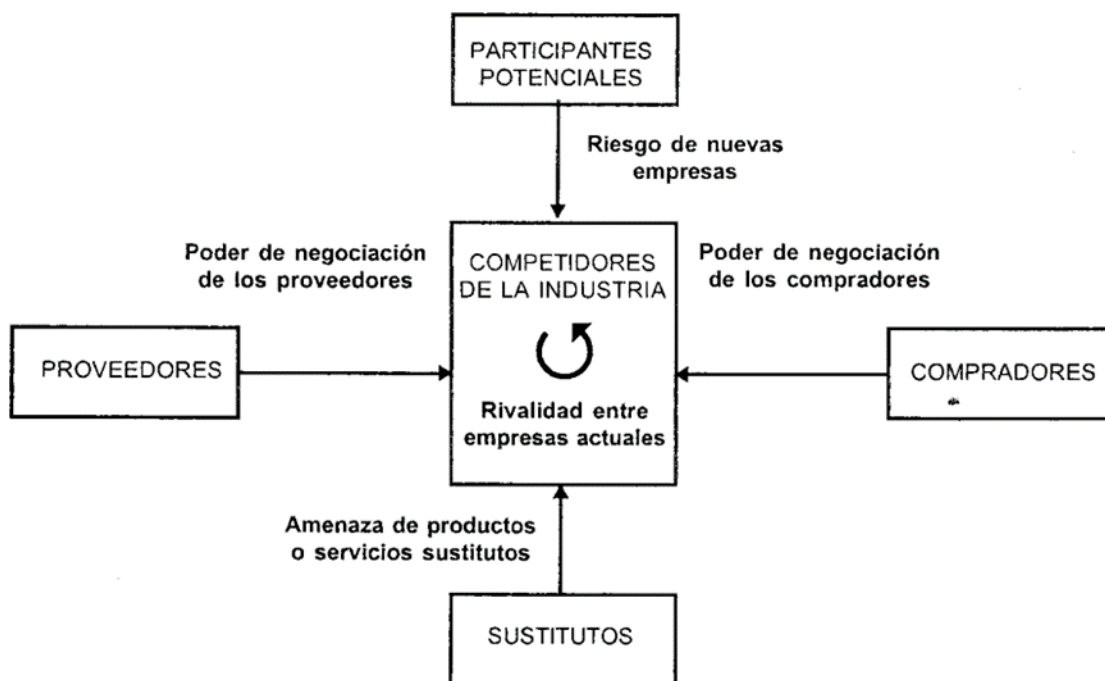 PARTICIPANTES
POTENCIALES
Riesgo de nuevas
empresas
Poder de negociación
de los proveedores
COMPETIDORES
DE LA INDUSTRIA
Poder de negociación
de los compradores
PROVEEDORES
COMPRADORES
Rivalidad entre
empresas actuales
Amenaza de productos
o servicios sustitutos
SUSTITUTOS